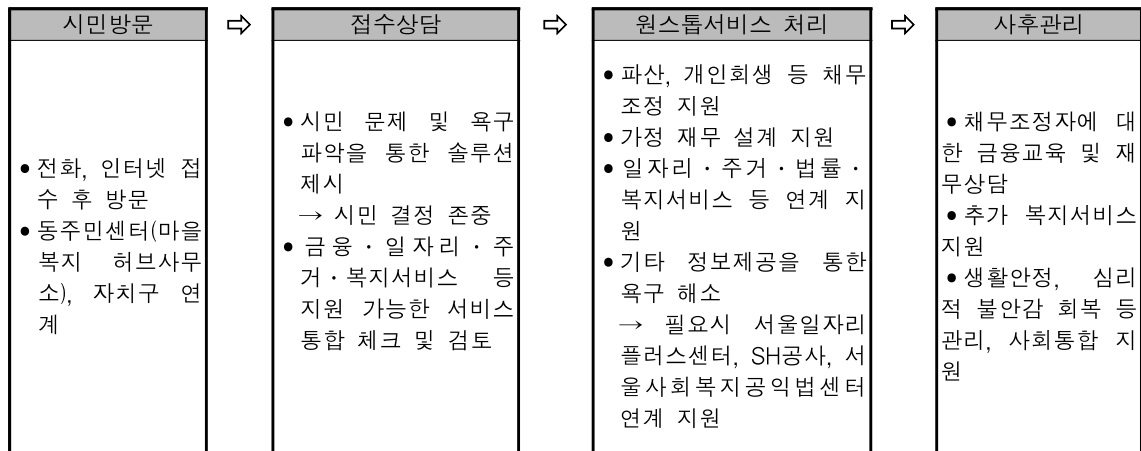 시민방문
⇨
접수상담
⇨
원스톱서비스 처리
⇨
사후관리
● 전화, 인터넷 접
수 후 방문
● 동주민센터(마을
복지 허브사무
소), 자치구 연
계
● 시민 문제 및 욕구
파악을 통한 솔루션
제시
→ 시민 결정 존중
● 금융・일자리・주
거・복지서비스 등
지원 가능한 서비스
통합 체크 및 검토
● 파산, 개인회생 등 채무
조정 지원
● 가정 재무 설계 지원
● 일자리・주거・법률・
복지서비스 등 연계 지
원
● 기타 정보제공을 통한
욕구 해소
→ 필요시 서울일자리
플러스센터, SH공사, 서
울사회복지공익법센터
연계 지원
● 채무조정자에 대
한 금융교육 및 재
무상담
● 추가 복지서비스
지원
● 생활안정, 심리
적 불안감 회복 등
관리, 사회통합 지
원